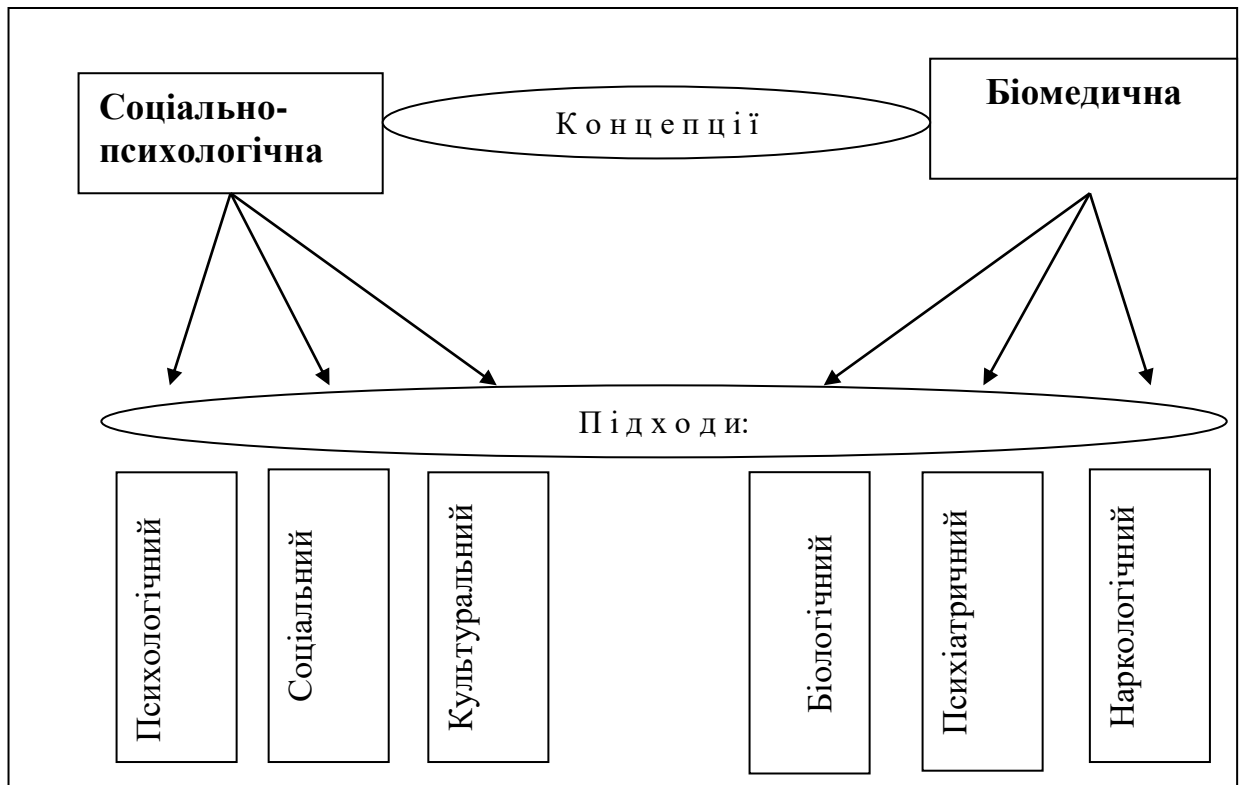 Соціально-
психологічна
К о н ц е п ц і ї
Біомедична
П і д х о д и:
Психологічний
Соціальний
Культуральний
Біологічний
Психіатричний
Наркологічний